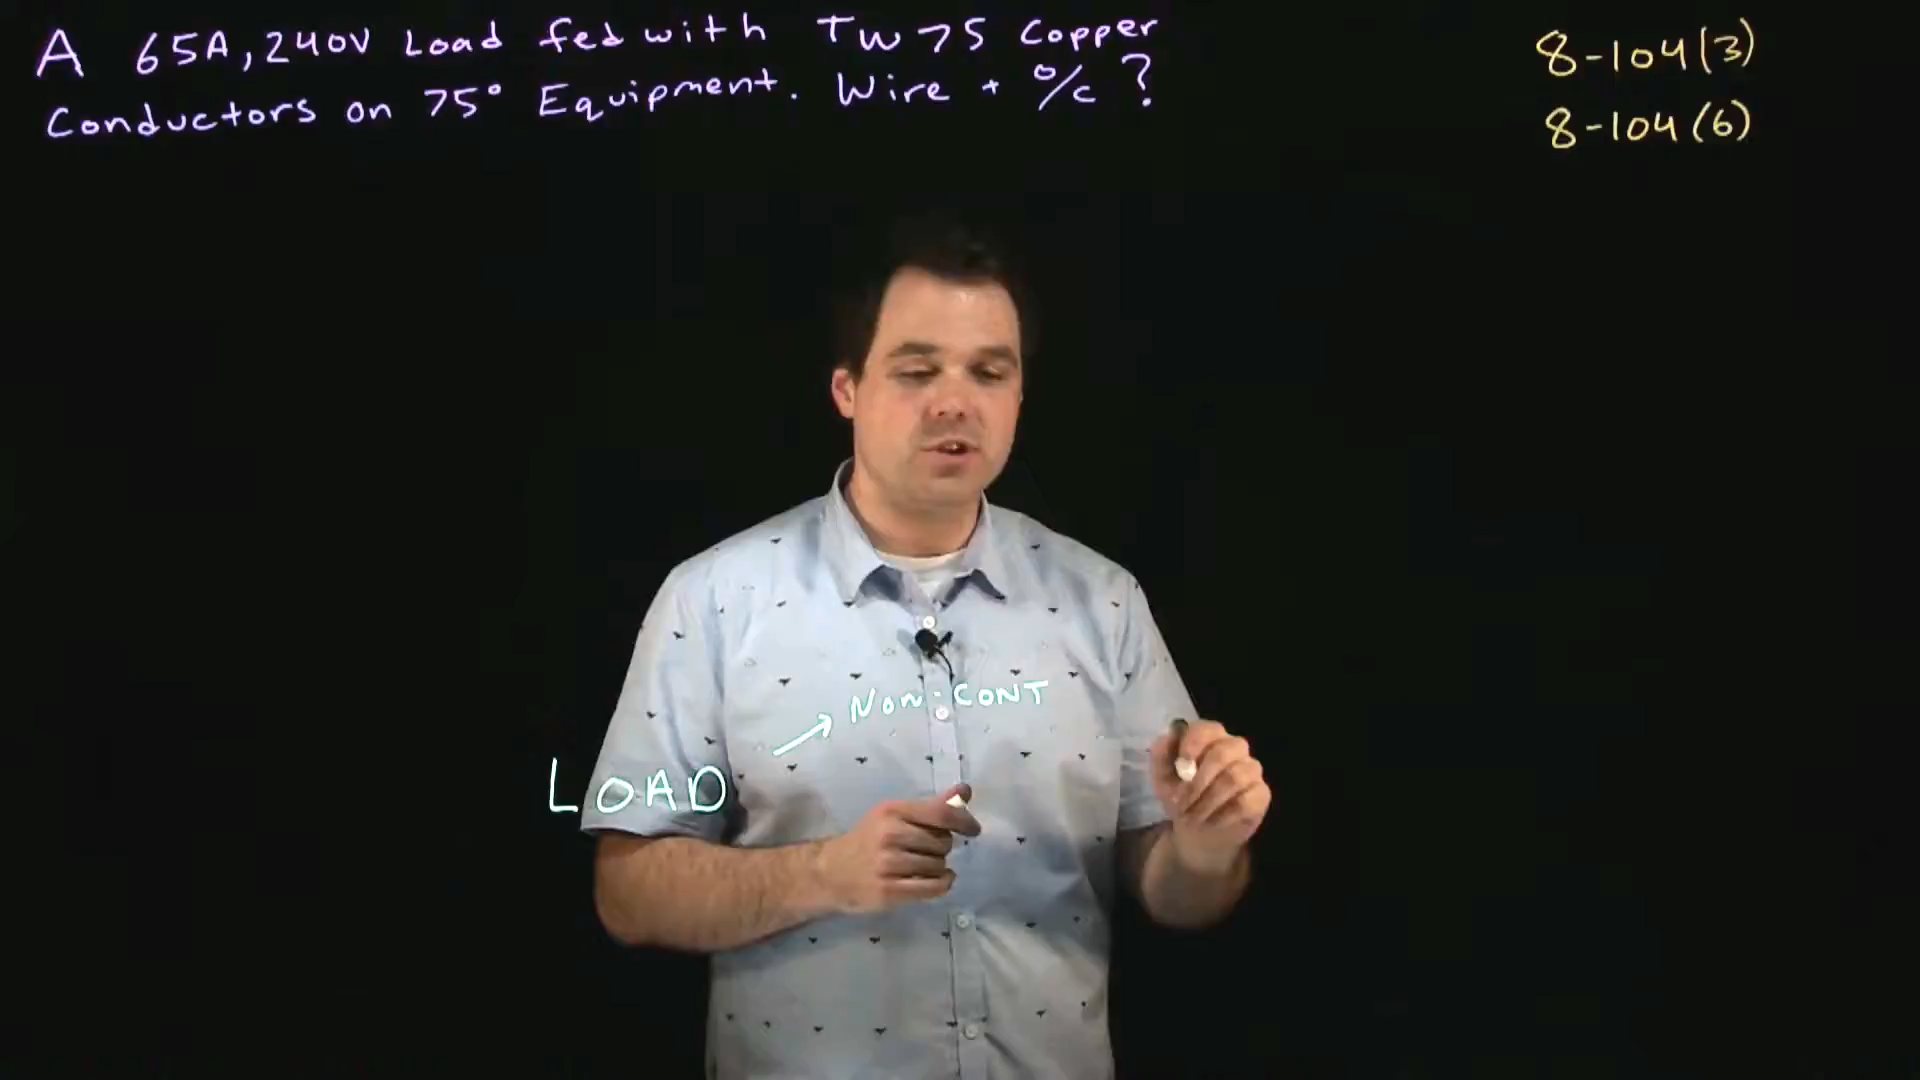 A 65A, 240V Load fed with TW75 Copper
Conductors on 75° Equipment. Wire + O/C ?
8-104(3)
8-104(6)
Non-CONT
LOAD